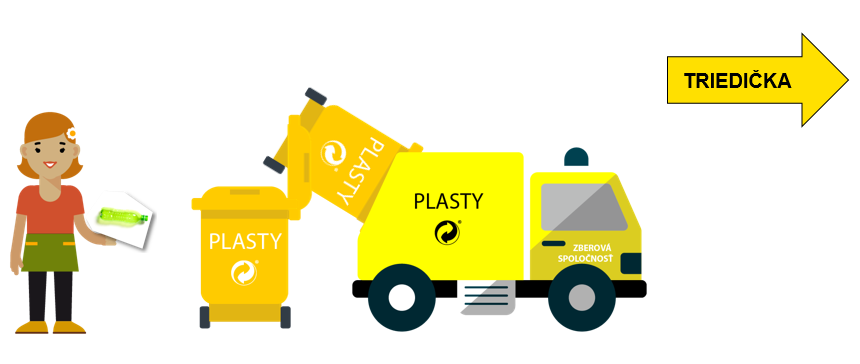 TRIEDIČKA
PLASTY
PLASTY
PLASTY
ZBEROVÁ
SPOLOČNOSŤ